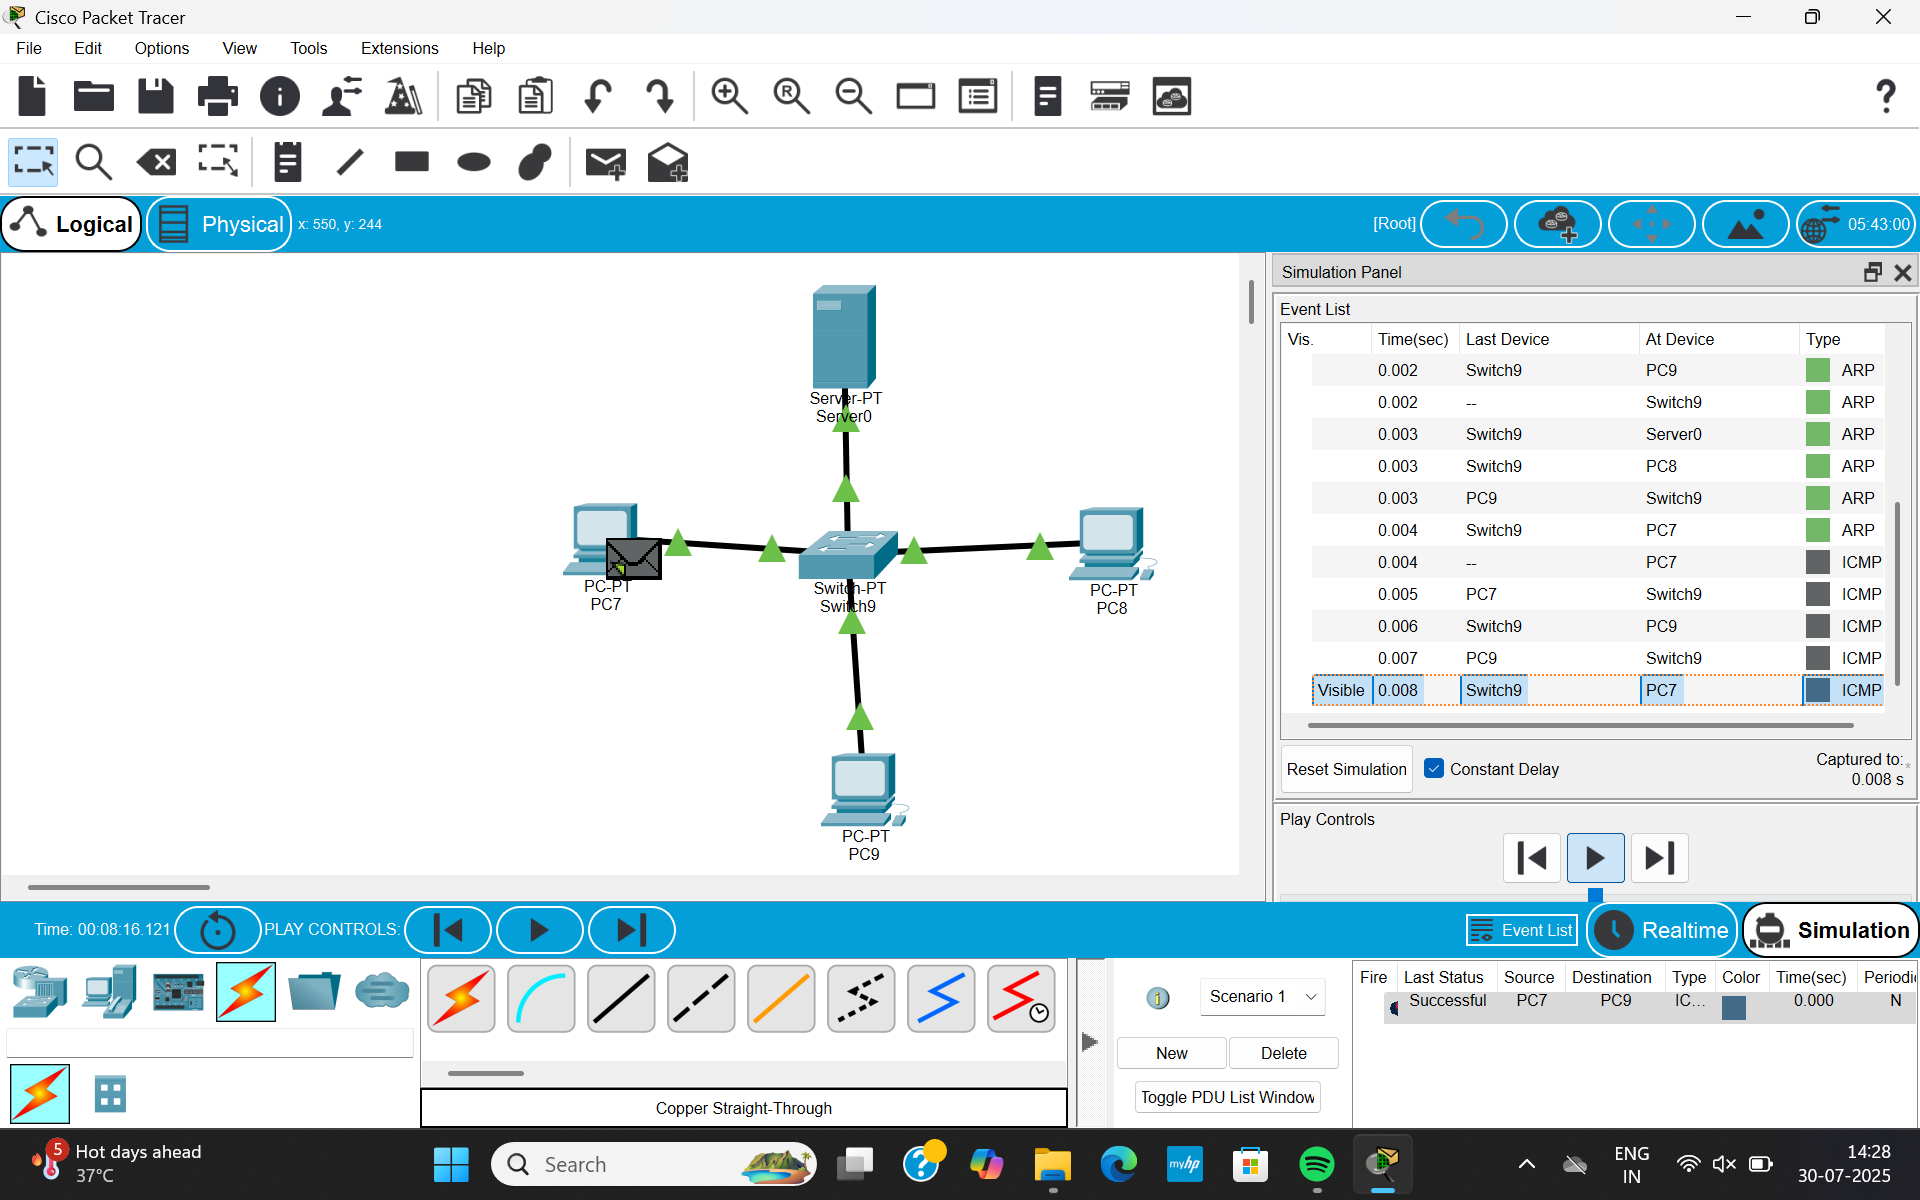 Cisco Packet Tracer
File Edit Options View Tools Extensions Help
Logical Physical x: 550, y: 244 [Root] 05:43:00
Simulation Panel
Event List
Vis. Time(sec) Last Device At Device Type
0.002 Switch9 PC9 ARP
0.002 -- Switch9 ARP
0.003 Switch9 Server0 ARP
0.003 Switch9 PC8 ARP
0.003 PC9 Switch9 ARP
0.004 Switch9 PC7 ARP
0.004 -- PC7 ICMP
0.005 PC7 Switch9 ICMP
0.006 Switch9 PC9 ICMP
0.007 PC9 Switch9 ICMP
Visible 0.008 Switch9 PC7 ICMP
Reset Simulation Constant Delay Captured to:*
0.008 s
Play Controls
Server-PT
Server0
PC-PT
PC7
Switch-PT
Switch9
PC-PT
PC8
PC-PT
PC9
Time: 00:08:16.121 PLAY CONTROLS: Event List Realtime Simulation
Copper Straight-Through
Scenario 1
New Delete
Toggle PDU List Window
Fire Last Status Source Destination Type Color Time(sec) Periodic
Successful PC7 PC9 IC... 0.000 N
5 Hot days ahead
37°C
Search
myhp
ENG
IN
14:28
30-07-2025